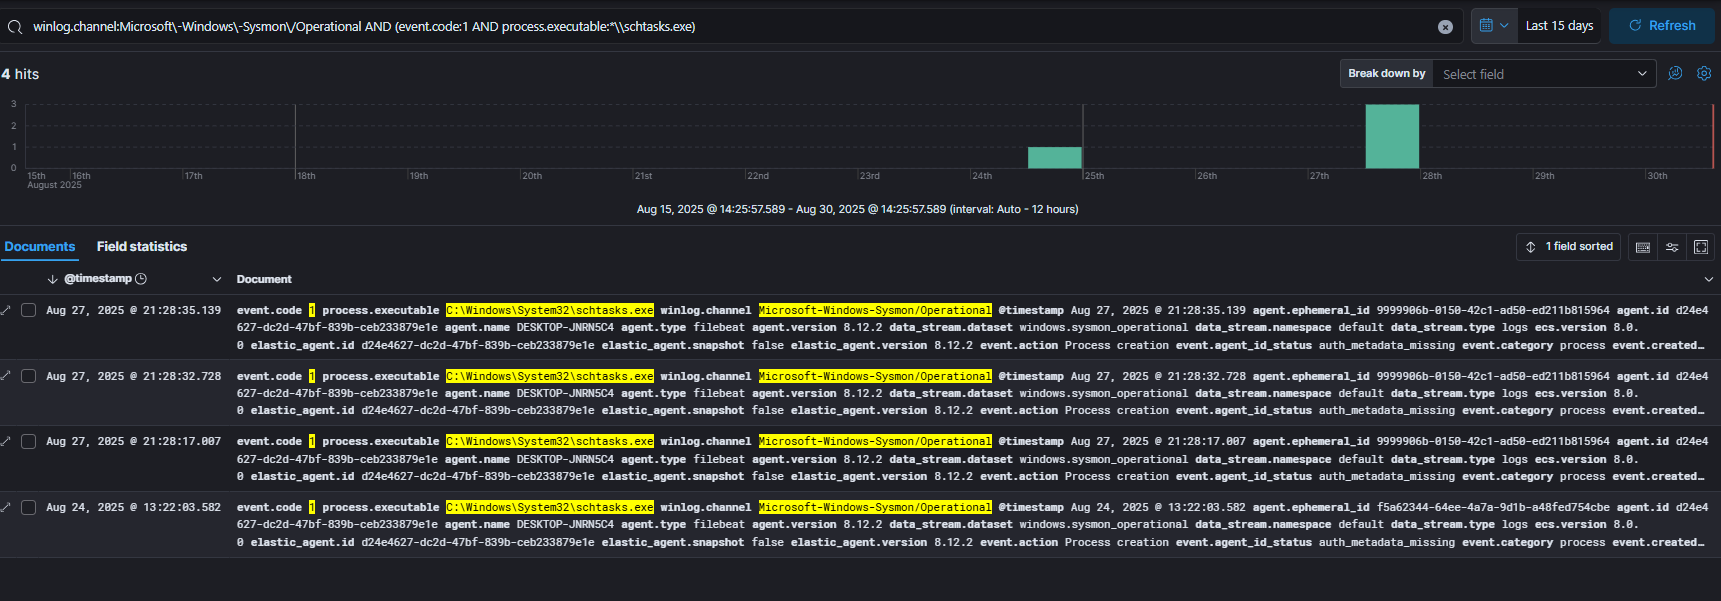 winlog.channel:Microsoft\-Windows\-Sysmon\/Operational AND (event.code:1 AND process.executable:*\\schtasks.exe)
Last 15 days
Refresh
4 hits
Break down by
Select field
3
2
1
0
15th 16th 17th 18th 19th 20th 21st 22nd 23rd 24th 25th 26th 27th 28th 29th 30th
August 2025
Aug 15, 2025 @ 14:25:57.589 - Aug 30, 2025 @ 14:25:57.589 (interval: Auto - 12 hours)
Documents Field statistics
1 field sorted
@timestamp Document
Aug 27, 2025 @ 21:28:35.139 event.code 1 process.executable C:\Windows\System32\schtasks.exe winlog.channel Microsoft-Windows-Sysmon/Operational @timestamp Aug 27, 2025 @ 21:28:35.139 agent.ephemeral_id 9999906b-0150-42c1-ad50-ed211b815964 agent.id d24e4
627-dc2d-47bf-839b-ceb233879e1e agent.name DESKTOP-JNRN5C4 agent.type filebeat agent.version 8.12.2 data_stream.dataset windows.sysmon_operational data_stream.namespace default data_stream.type logs ecs.version 8.0.
0 elastic_agent.id d24e4627-dc2d-47bf-839b-ceb233879e1e elastic_agent.snapshot false elastic_agent.version 8.12.2 event.action Process creation event.agent_id_status auth_metadata_missing event.category process event.created…
Aug 27, 2025 @ 21:28:32.728 event.code 1 process.executable C:\Windows\System32\schtasks.exe winlog.channel Microsoft-Windows-Sysmon/Operational @timestamp Aug 27, 2025 @ 21:28:32.728 agent.ephemeral_id 9999906b-0150-42c1-ad50-ed211b815964 agent.id d24e4
627-dc2d-47bf-839b-ceb233879e1e agent.name DESKTOP-JNRN5C4 agent.type filebeat agent.version 8.12.2 data_stream.dataset windows.sysmon_operational data_stream.namespace default data_stream.type logs ecs.version 8.0.
0 elastic_agent.id d24e4627-dc2d-47bf-839b-ceb233879e1e elastic_agent.snapshot false elastic_agent.version 8.12.2 event.action Process creation event.agent_id_status auth_metadata_missing event.category process event.created…
Aug 27, 2025 @ 21:28:17.007 event.code 1 process.executable C:\Windows\System32\schtasks.exe winlog.channel Microsoft-Windows-Sysmon/Operational @timestamp Aug 27, 2025 @ 21:28:17.007 agent.ephemeral_id 9999906b-0150-42c1-ad50-ed211b815964 agent.id d24e4
627-dc2d-47bf-839b-ceb233879e1e agent.name DESKTOP-JNRN5C4 agent.type filebeat agent.version 8.12.2 data_stream.dataset windows.sysmon_operational data_stream.namespace default data_stream.type logs ecs.version 8.0.
0 elastic_agent.id d24e4627-dc2d-47bf-839b-ceb233879e1e elastic_agent.snapshot false elastic_agent.version 8.12.2 event.action Process creation event.agent_id_status auth_metadata_missing event.category process event.created…
Aug 24, 2025 @ 13:22:03.582 event.code 1 process.executable C:\Windows\System32\schtasks.exe winlog.channel Microsoft-Windows-Sysmon/Operational @timestamp Aug 24, 2025 @ 13:22:03.582 agent.ephemeral_id f5a62344-64ee-4a7a-9d1b-a48fed754cbe agent.id d24e4
627-dc2d-47bf-839b-ceb233879e1e agent.name DESKTOP-JNRN5C4 agent.type filebeat agent.version 8.12.2 data_stream.dataset windows.sysmon_operational data_stream.namespace default data_stream.type logs ecs.version 8.0.
0 elastic_agent.id d24e4627-dc2d-47bf-839b-ceb233879e1e elastic_agent.snapshot false elastic_agent.version 8.12.2 event.action Process creation event.agent_id_status auth_metadata_missing event.category process event.created…